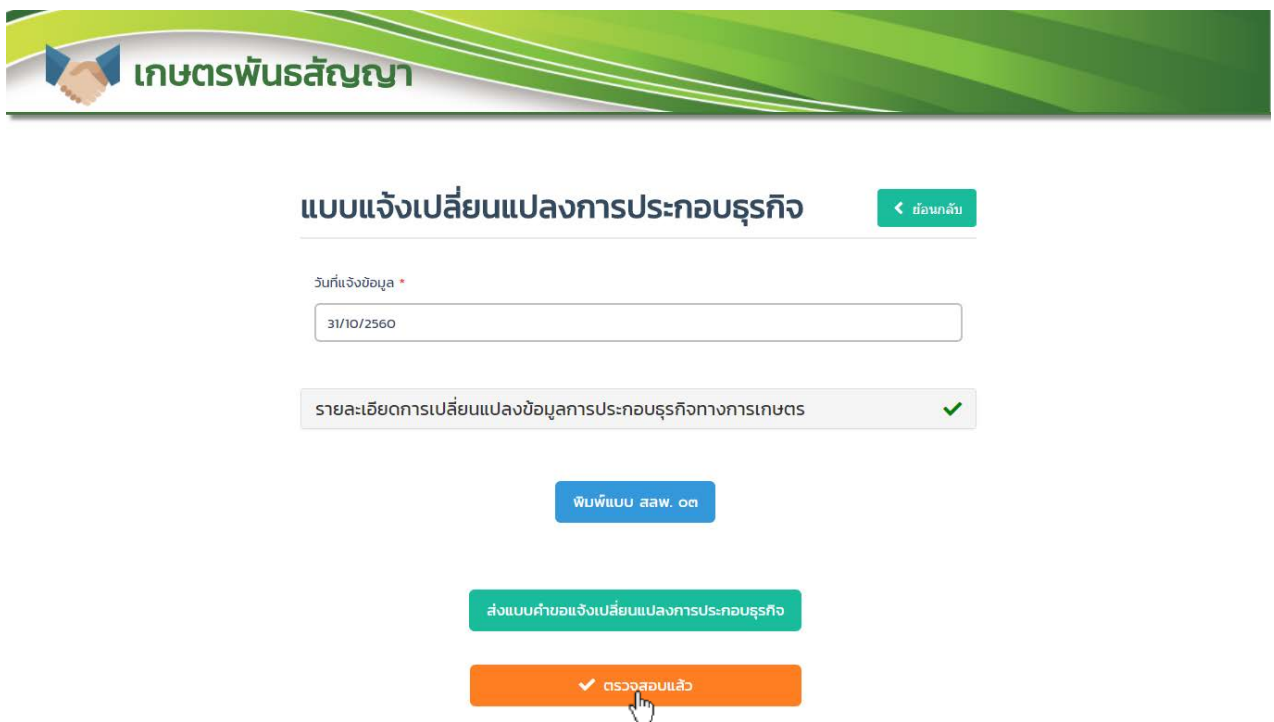 เกษตรพันธสัญญา
แบบแจ้งเปลี่ยนแปลงการประกอบธุรกิจ
ย้อนกลับ
วันที่แจ้งข้อมูล *
31/10/2560
รายละเอียดการเปลี่ยนแปลงข้อมูลการประกอบธุรกิจทางการเกษตร
พิมพ์แบบ สลพ. ๐๓
ส่งแบบคำขอแจ้งเปลี่ยนแปลงการประกอบธุรกิจ
ตรวจสอบแล้ว